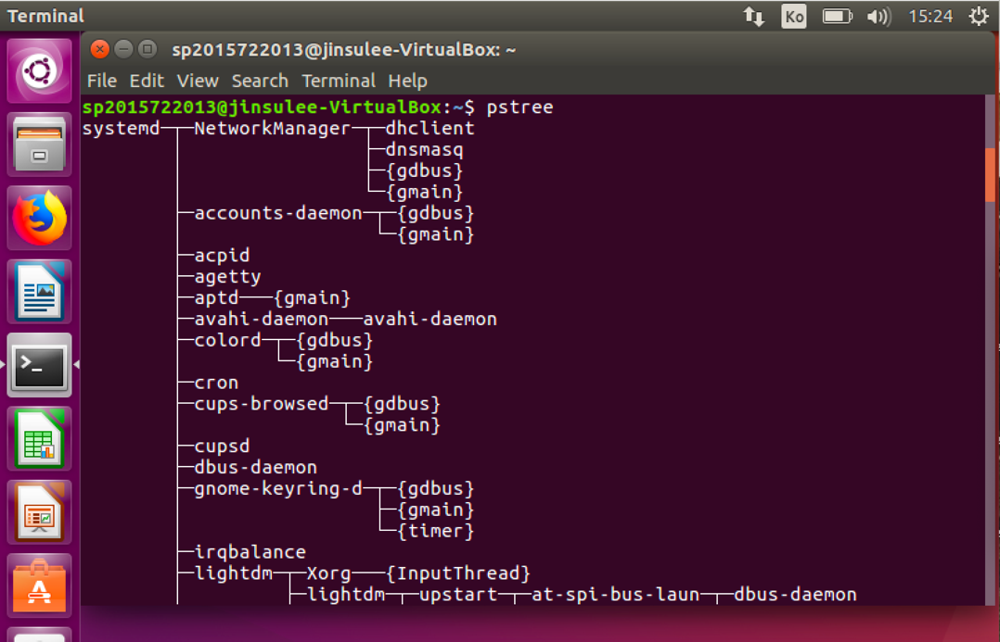 Terminal
Ko
15:24
sp2015722013@jinsulee-VirtualBox: ~
File Edit View Search Terminal Help
sp2015722013@jinsulee-VirtualBox:~$ pstree
systemd─┬─NetworkManager─┬─dhclient
        │                ├─dnsmasq
        │                ├─{gdbus}
        │                └─{gmain}
        ├─accounts-daemon─┬─{gdbus}
        │                 └─{gmain}
        ├─acpid
        ├─agetty
        ├─aptd───{gmain}
        ├─avahi-daemon───avahi-daemon
        ├─colord─┬─{gdbus}
        │        └─{gmain}
        ├─cron
        ├─cups-browsed─┬─{gdbus}
        │              └─{gmain}
        ├─cupsd
        ├─dbus-daemon
        ├─gnome-keyring-d─┬─{gdbus}
        │                 ├─{gmain}
        │                 └─{timer}
        ├─irqbalance
        ├─lightdm─┬─Xorg───{InputThread}
        │         ├─lightdm─┬─upstart─┬─at-spi-bus-laun─┬─dbus-daemon